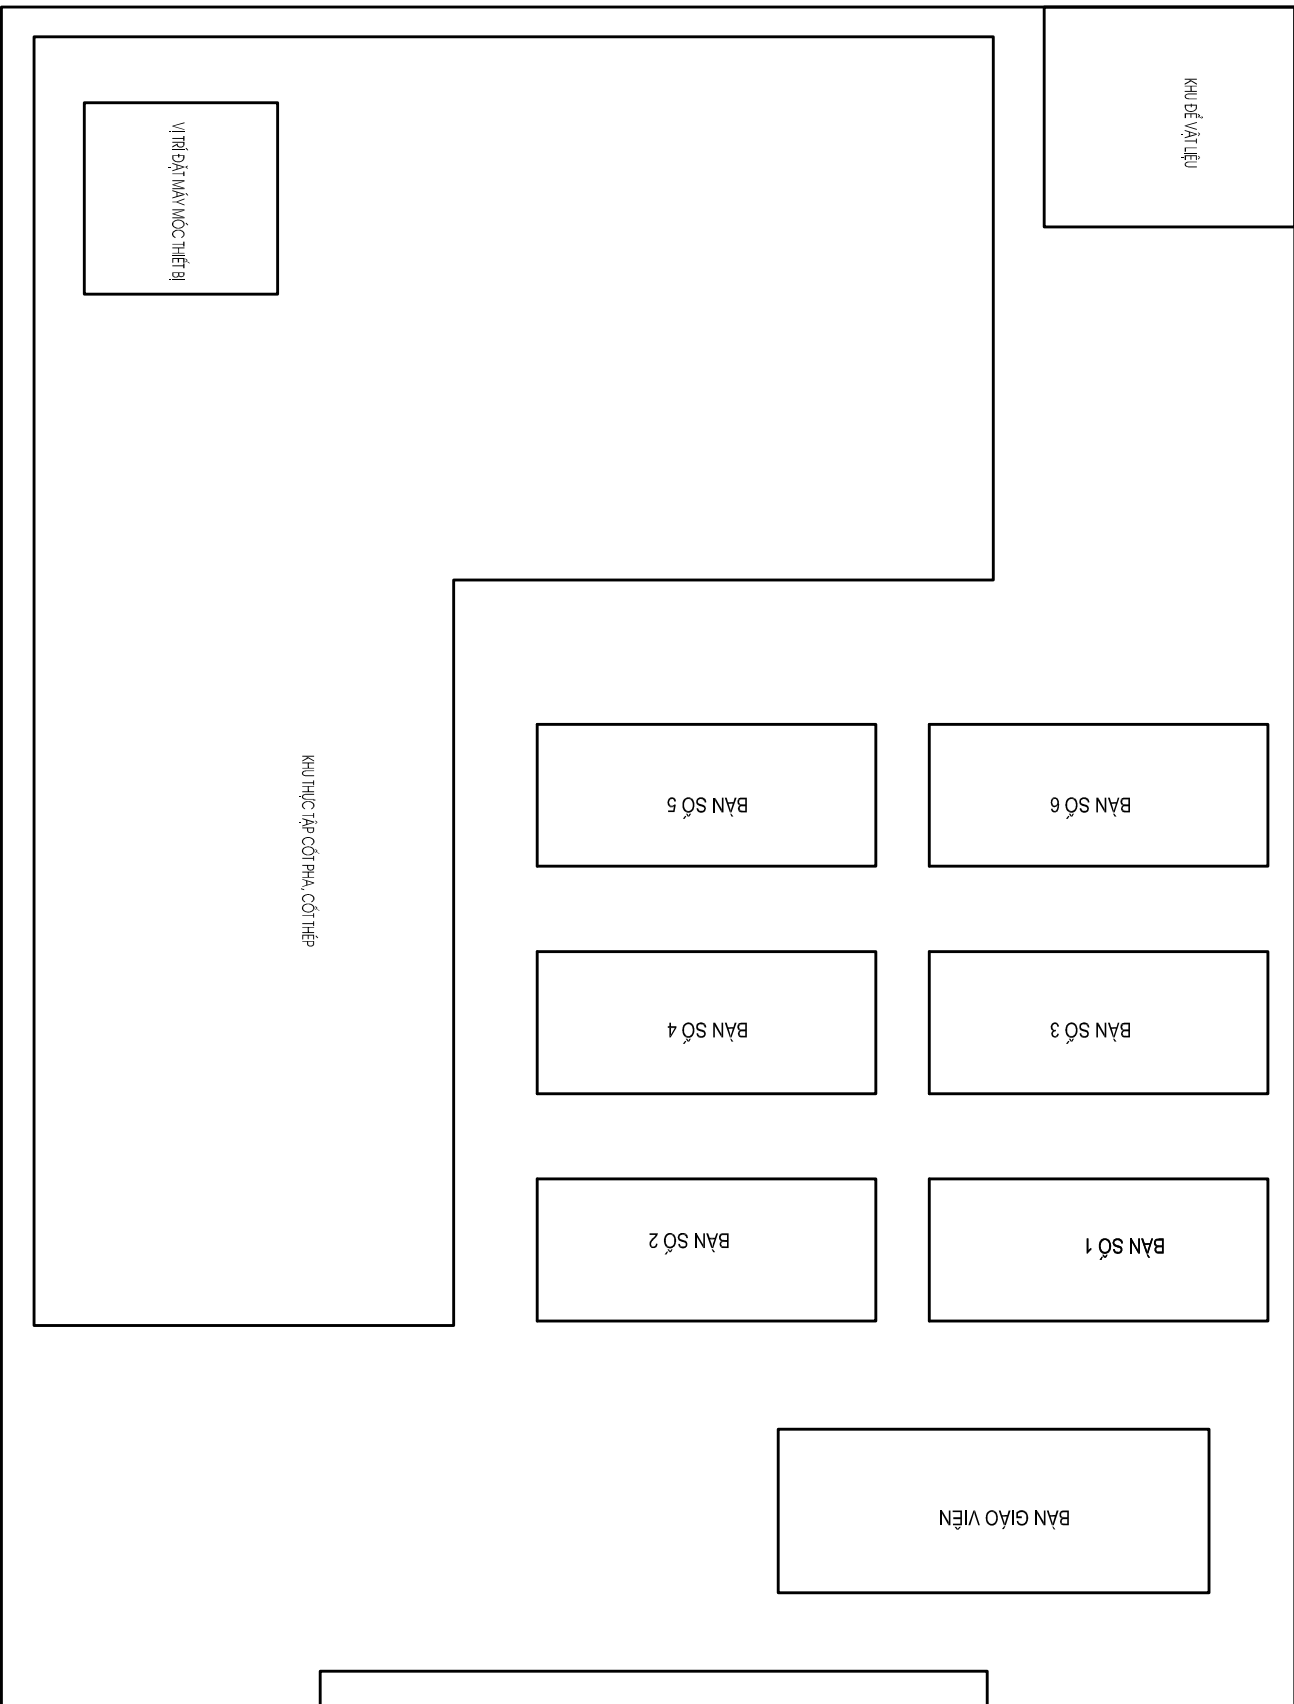 KHU ĐỂ VẬT LIỆU
VỊ TRÍ ĐẶT MÁY MÓC THIẾT BỊ
KHU THỰC TẬP CỐT PHA, CỐT THÉP
BÀN SỐ 5
BÀN SỐ 6
BÀN SỐ 4
BÀN SỐ 3
BÀN SỐ 2
BÀN SỐ 1
BÀN GIÁO VIÊN